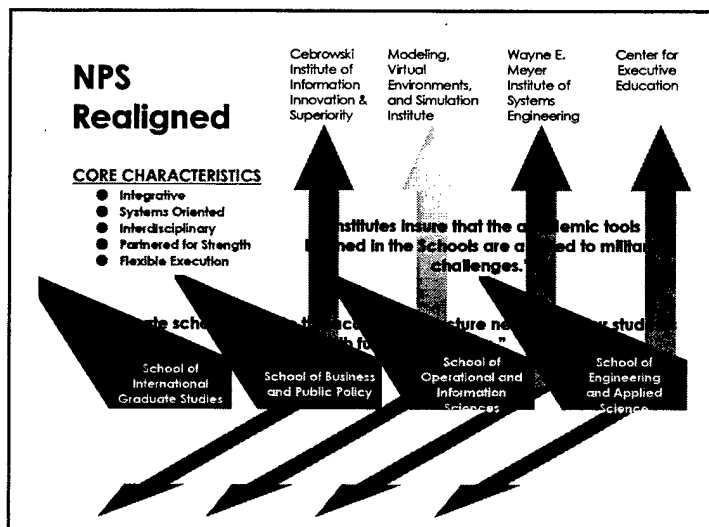 NPS
Realigned
CORE CHARACTERISTICS
Integrative
Systems Oriented
Interdisciplinary
Partnered for Strength
Flexible Execution
Cebrowski
Institute of
Information
Innovation &
Superiority
Modeling,
Virtual
Environments,
and Simulation
Institute
Wayne E.
Meyer
Institute of
Systems
Engineering
Center for
Executive
Education
Institutes insure that the academic tools
in the Schools are to
challenges."
School of
International
Graduate Studies
School of Business
and Public Policy
School of
Operational and
Information
Sciences
School of
Engineering
and Applied
Science